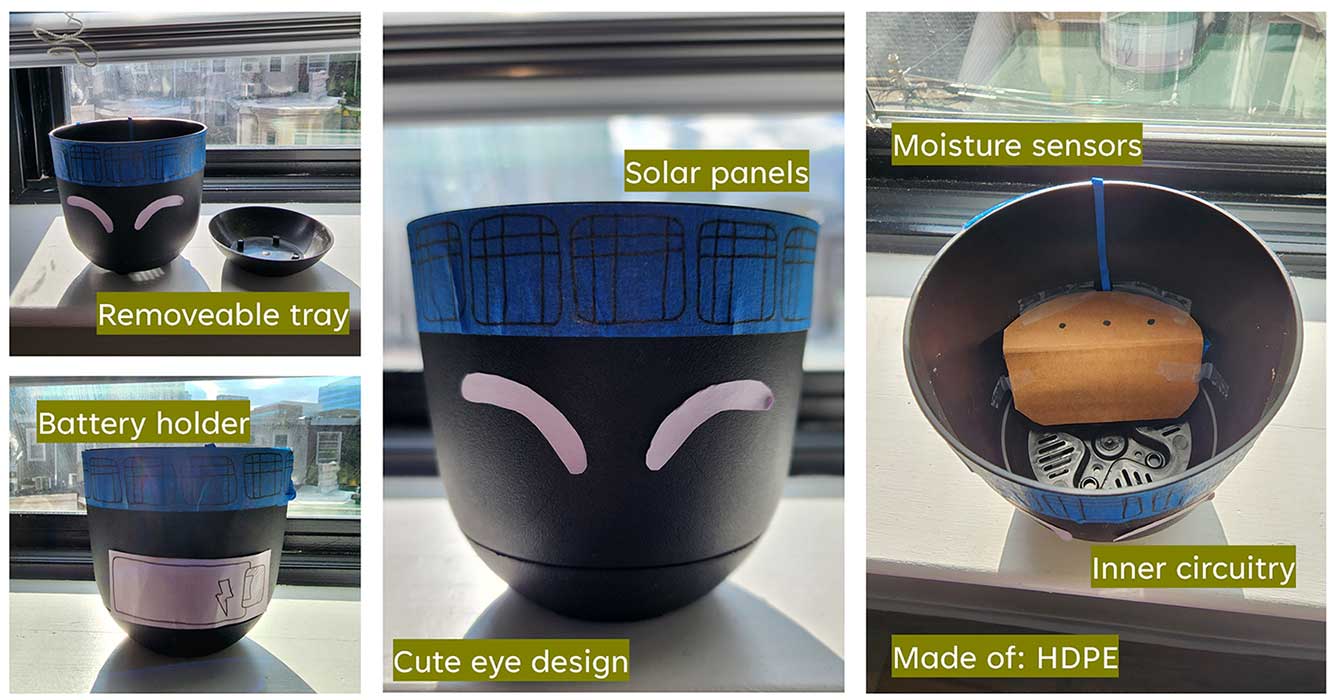 Removeable tray
Battery holder
Solar panels
Cute eye design
Moisture sensors
Inner circuitry
Made of: HDPE